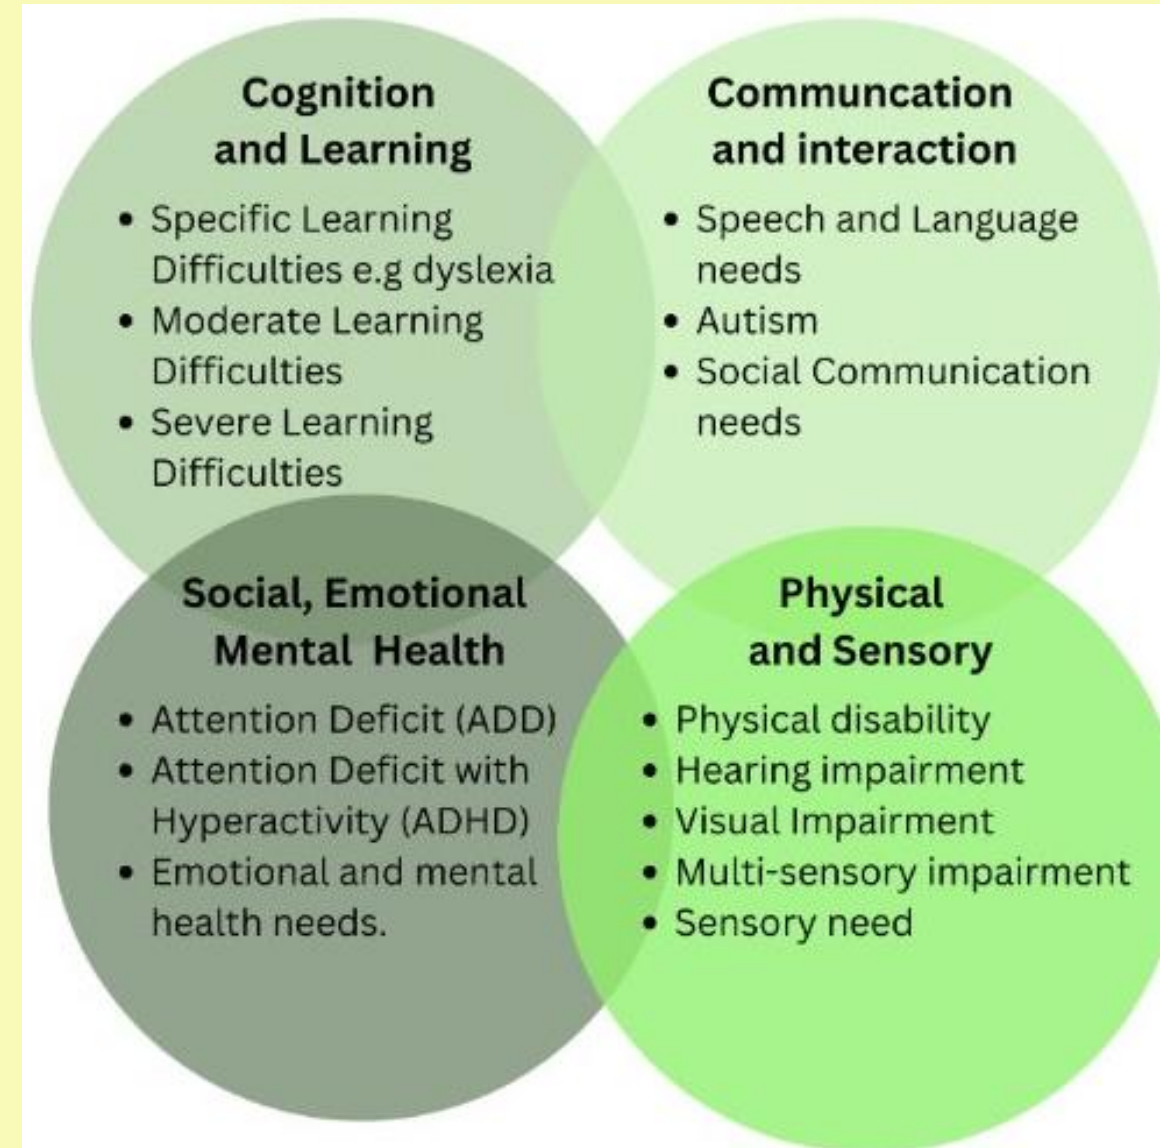 Cognition
and Learning
• Specific Learning
Difficulties e.g dyslexia
• Moderate Learning
Difficulties
• Severe Learning
Difficulties
Communcation
and interaction
• Speech and Language
needs
• Autism
• Social Communication
needs
Social, Emotional
Mental Health
• Attention Deficit (ADD)
• Attention Deficit with
Hyperactivity (ADHD)
• Emotional and mental
health needs.
Physical
and Sensory
• Physical disability
• Hearing impairment
• Visual Impairment
• Multi-sensory impairment
• Sensory need